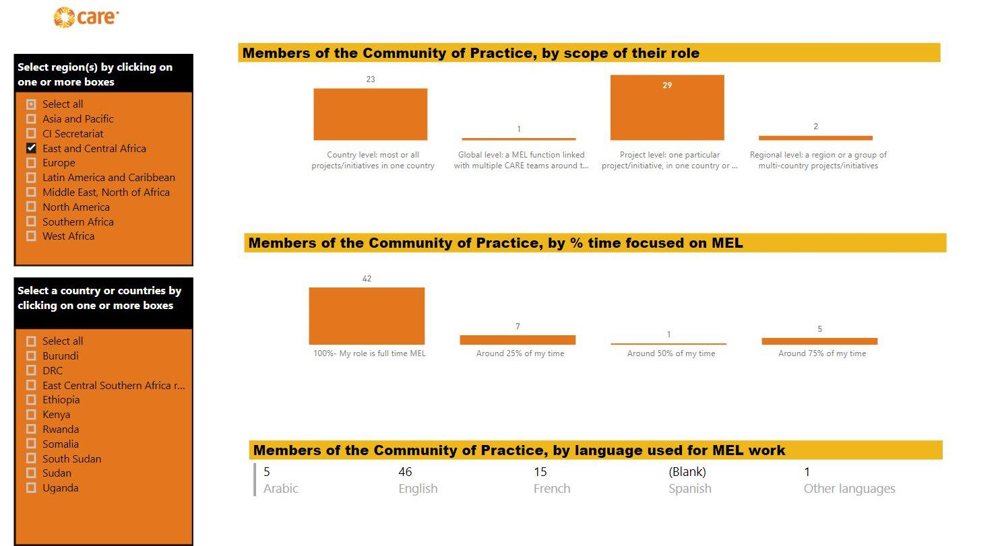 care
Select region(s) by clicking on
one or more boxes
Select all
Asia and Pacific
CI Secretariat
East and Central Africa
Europe
Latin America and Caribbean
Middle East, North of Africa
North America
Southern Africa
West Africa
Select a country or countries by
clicking on one or more boxes
Select all
Burundi
DRC
East Central Southern Africa r...
Ethiopia
Kenya
Rwanda
Somalia
South Sudan
Sudan
Uganda
Members of the Community of Practice, by scope of their role
23
1
29
2
Country level: most or all
projects/initiatives in one country
Global level: a MEL function linked
with multiple CARE teams around t...
Project level: one particular
project/initiative, in one country or ...
Regional level: a region or a group of
multi-country projects/initiatives
Members of the Community of Practice, by % time focused on MEL
42
7
1
5
100%- My role is full time MEL
Around 25% of my time
Around 50% of my time
Around 75% of my time
Members of the Community of Practice, by language used for MEL work
5
Arabic
46
English
15
French
(Blank)
Spanish
1
Other languages